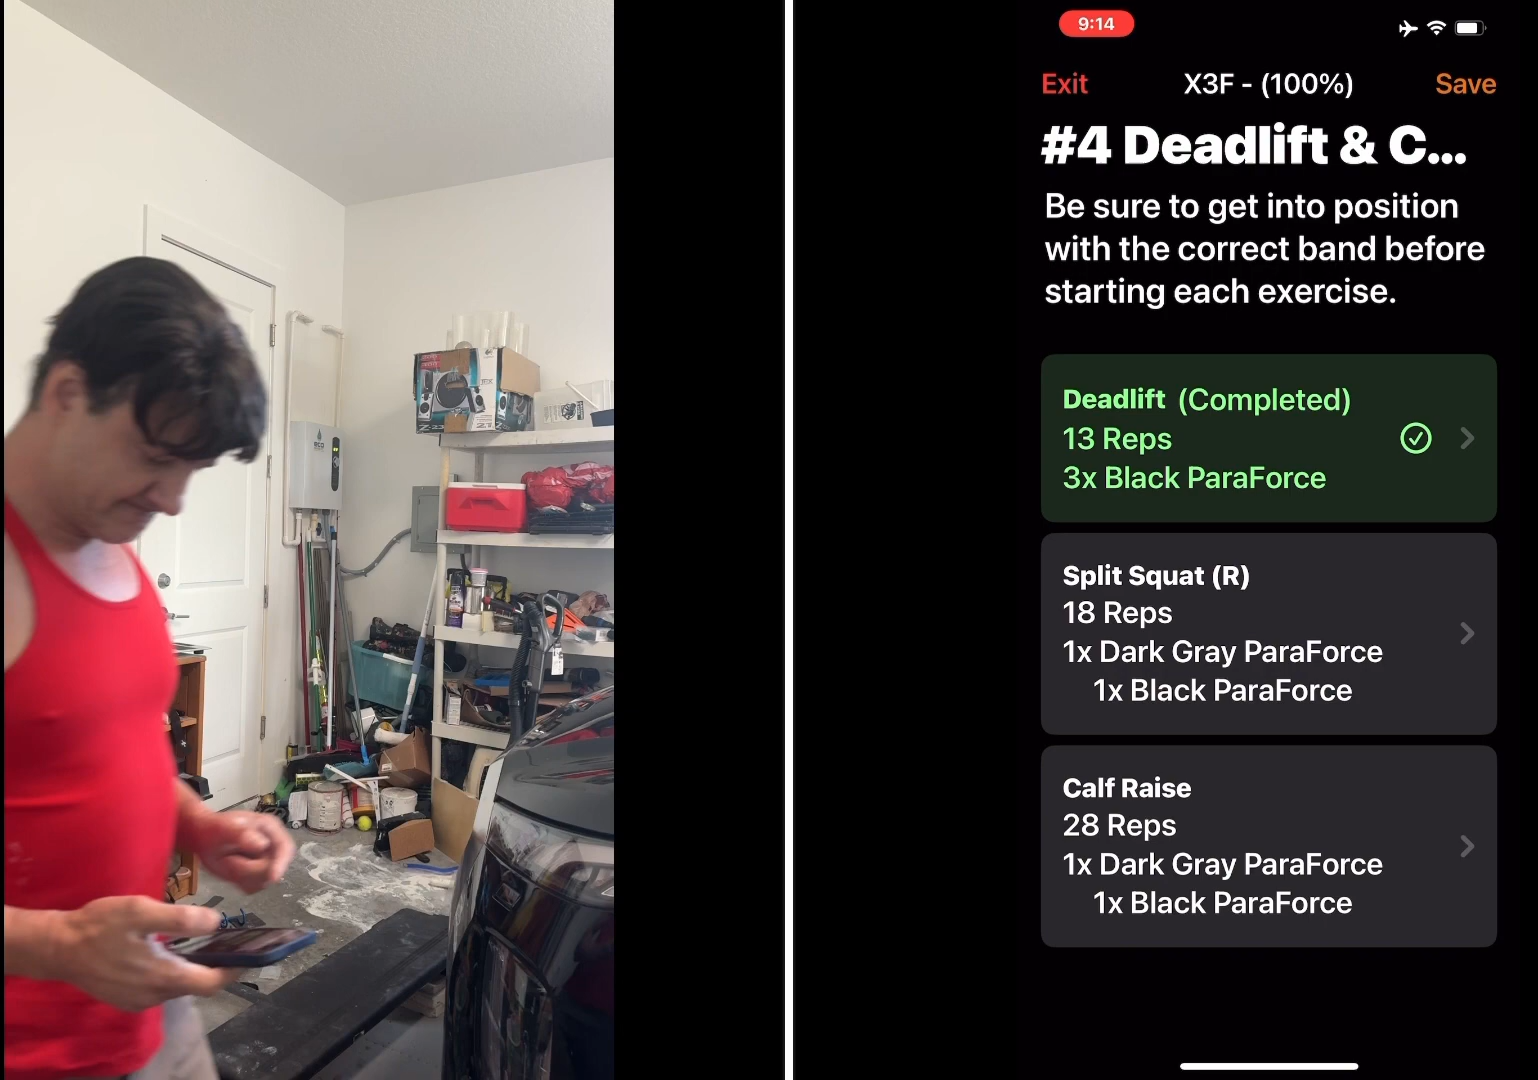 eco
Z-2300
9:14
Exit
X3F - (100%)
Save
#4 Deadlift & C...
Be sure to get into position
with the correct band before
starting each exercise.
Deadlift (Completed)
13 Reps
3x Black ParaForce
Split Squat (R)
18 Reps
1x Dark Gray ParaForce
1x Black ParaForce
Calf Raise
28 Reps
1x Dark Gray ParaForce
1x Black ParaForce